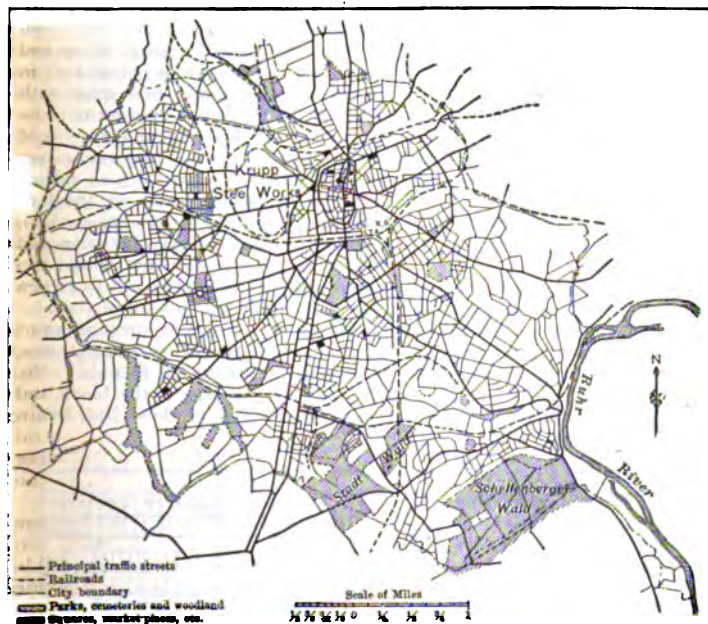 Krupp
Steel Works
N
Ruhr
River
Stadt Wald
Schellenberger
Wald
Principal traffic streets
Railroads
City boundary
Parks, cemeteries and woodland
Squares, market-places, etc.
Scale of Miles